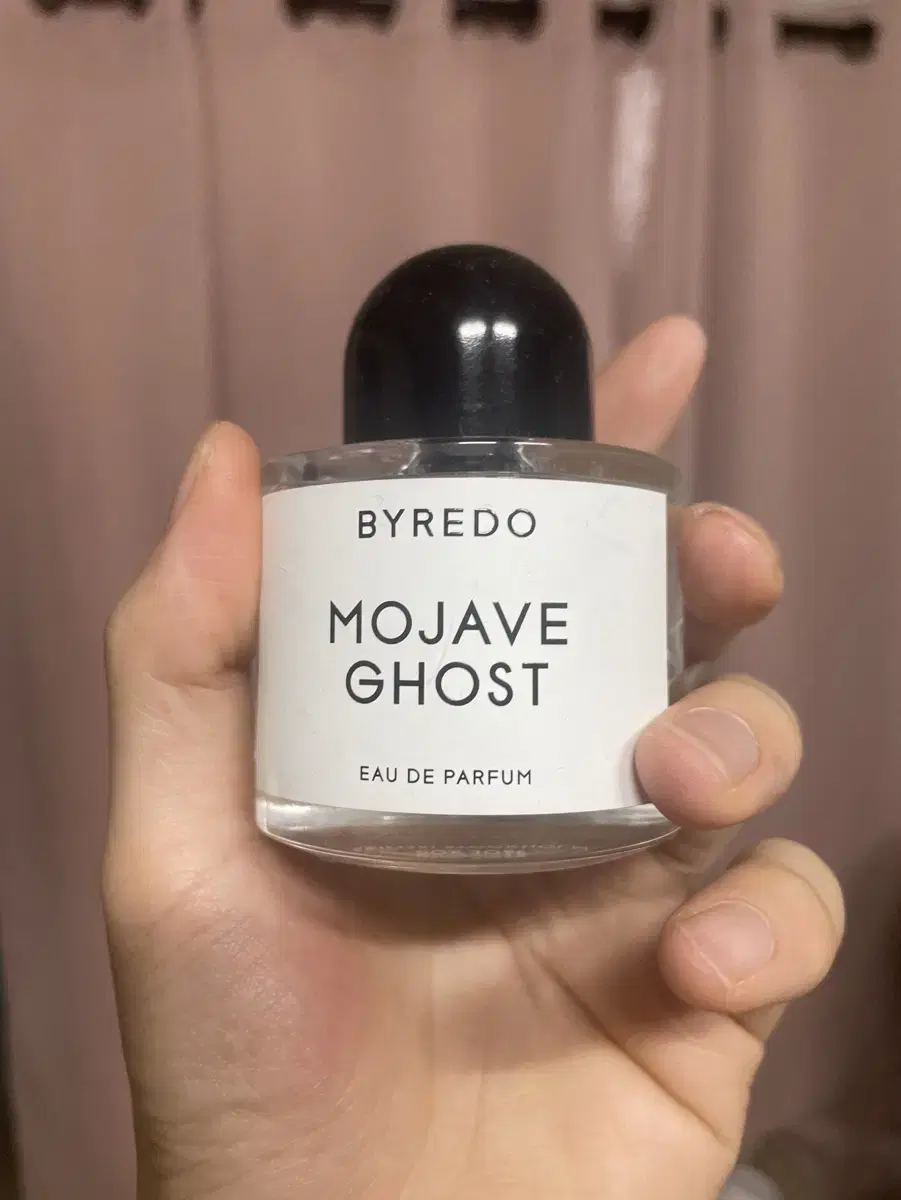 BYREDO
MOJAVE
GHOST
EAU DE PARFUM